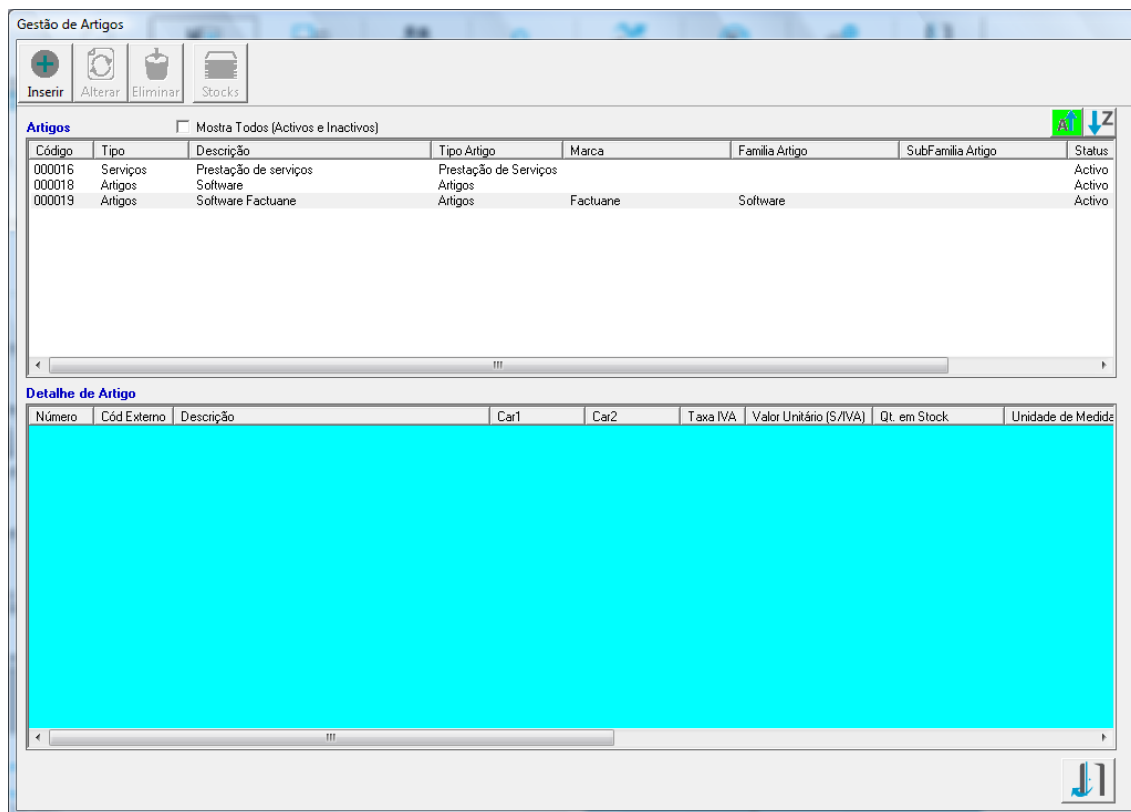 Gestão de Artigos
Inserir Alterar Eliminar Stocks
Artigos Mostra Todos (Activos e Inactivos) A Z
Código Tipo Descrição Tipo Artigo Marca Familia Artigo SubFamilia Artigo Status
000016 Serviços Prestação de serviços Prestação de Serviços Activo
000018 Artigos Software Artigos Activo
000019 Artigos Software Factuane Artigos Factuane Software Activo
Detalhe de Artigo
Número Cód Externo Descrição Car1 Car2 Taxa IVA Valor Unitário (S/IVA) Qt. em Stock Unidade de Medida